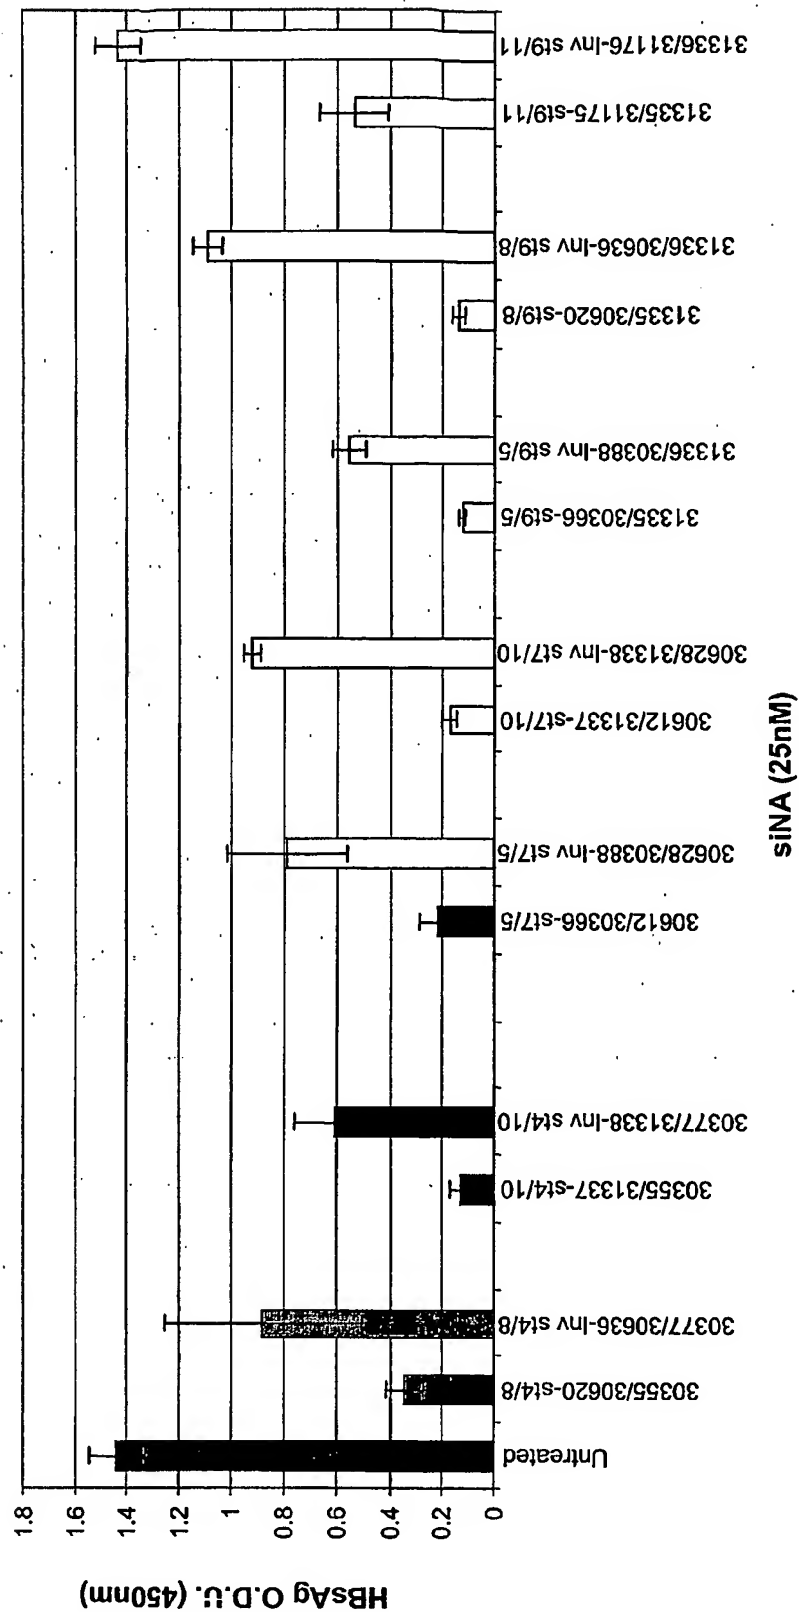 HBsAg O.D.U. (450nm)
1.8
1.6
1.4
1.2
1
0.8
0.6
0.4
0.2
0
Untreated
30355/30620-st4/8
30377/30636-Inv st4/8
30355/31337-st4/10
30377/31338-Inv st4/10
30612/30366-st7/5
30628/30388-Inv st7/5
30612/31337-st7/10
30628/31338-Inv st7/10
31335/30366-st9/5
31336/30388-Inv st9/5
31335/30620-st9/8
31336/30636-Inv st9/8
31335/31175-st9/11
31336/31176-Inv st9/11
siNA (25nM)